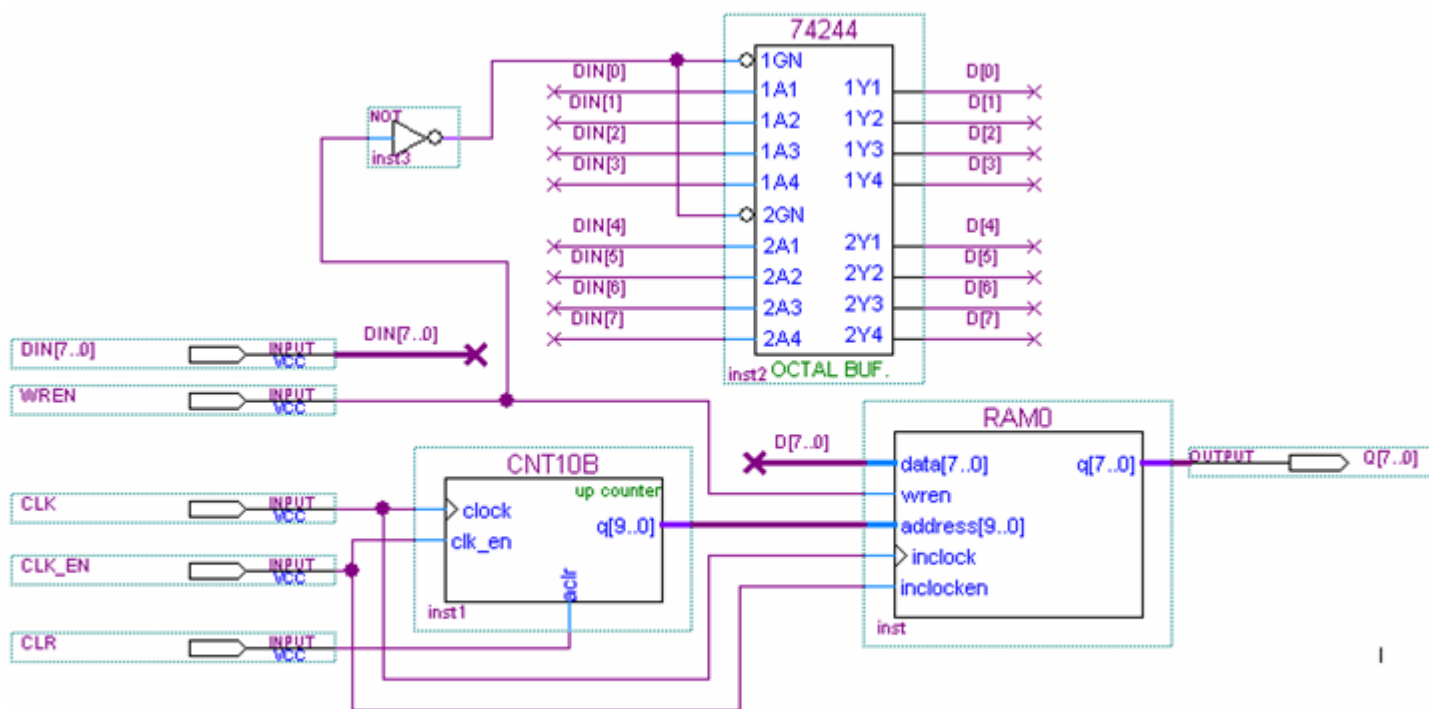 74244
1GN
DIN[0] 1A1 1Y1 D[0]
DIN[1] 1A2 1Y2 D[1]
DIN[2] 1A3 1Y3 D[2]
DIN[3] 1A4 1Y4 D[3]
2GN
DIN[4] 2A1 2Y1 D[4]
DIN[5] 2A2 2Y2 D[5]
DIN[6] 2A3 2Y3 D[6]
DIN[7] 2A4 2Y4 D[7]
inst2 OCTAL BUF.
NOT
inst3
DIN[7..0] INPUT VCC DIN[7..0]
WREN INPUT VCC
CLK INPUT VCC
CLK_EN INPUT VCC
CLR INPUT VCC
CNT10B
up counter
clock
q[9..0]
clk_en
aclr
inst1
RAM0
D[7..0] data[7..0] q[7..0] OUTPUT Q[7..0]
wren
address[9..0]
inclock
inclocken
inst